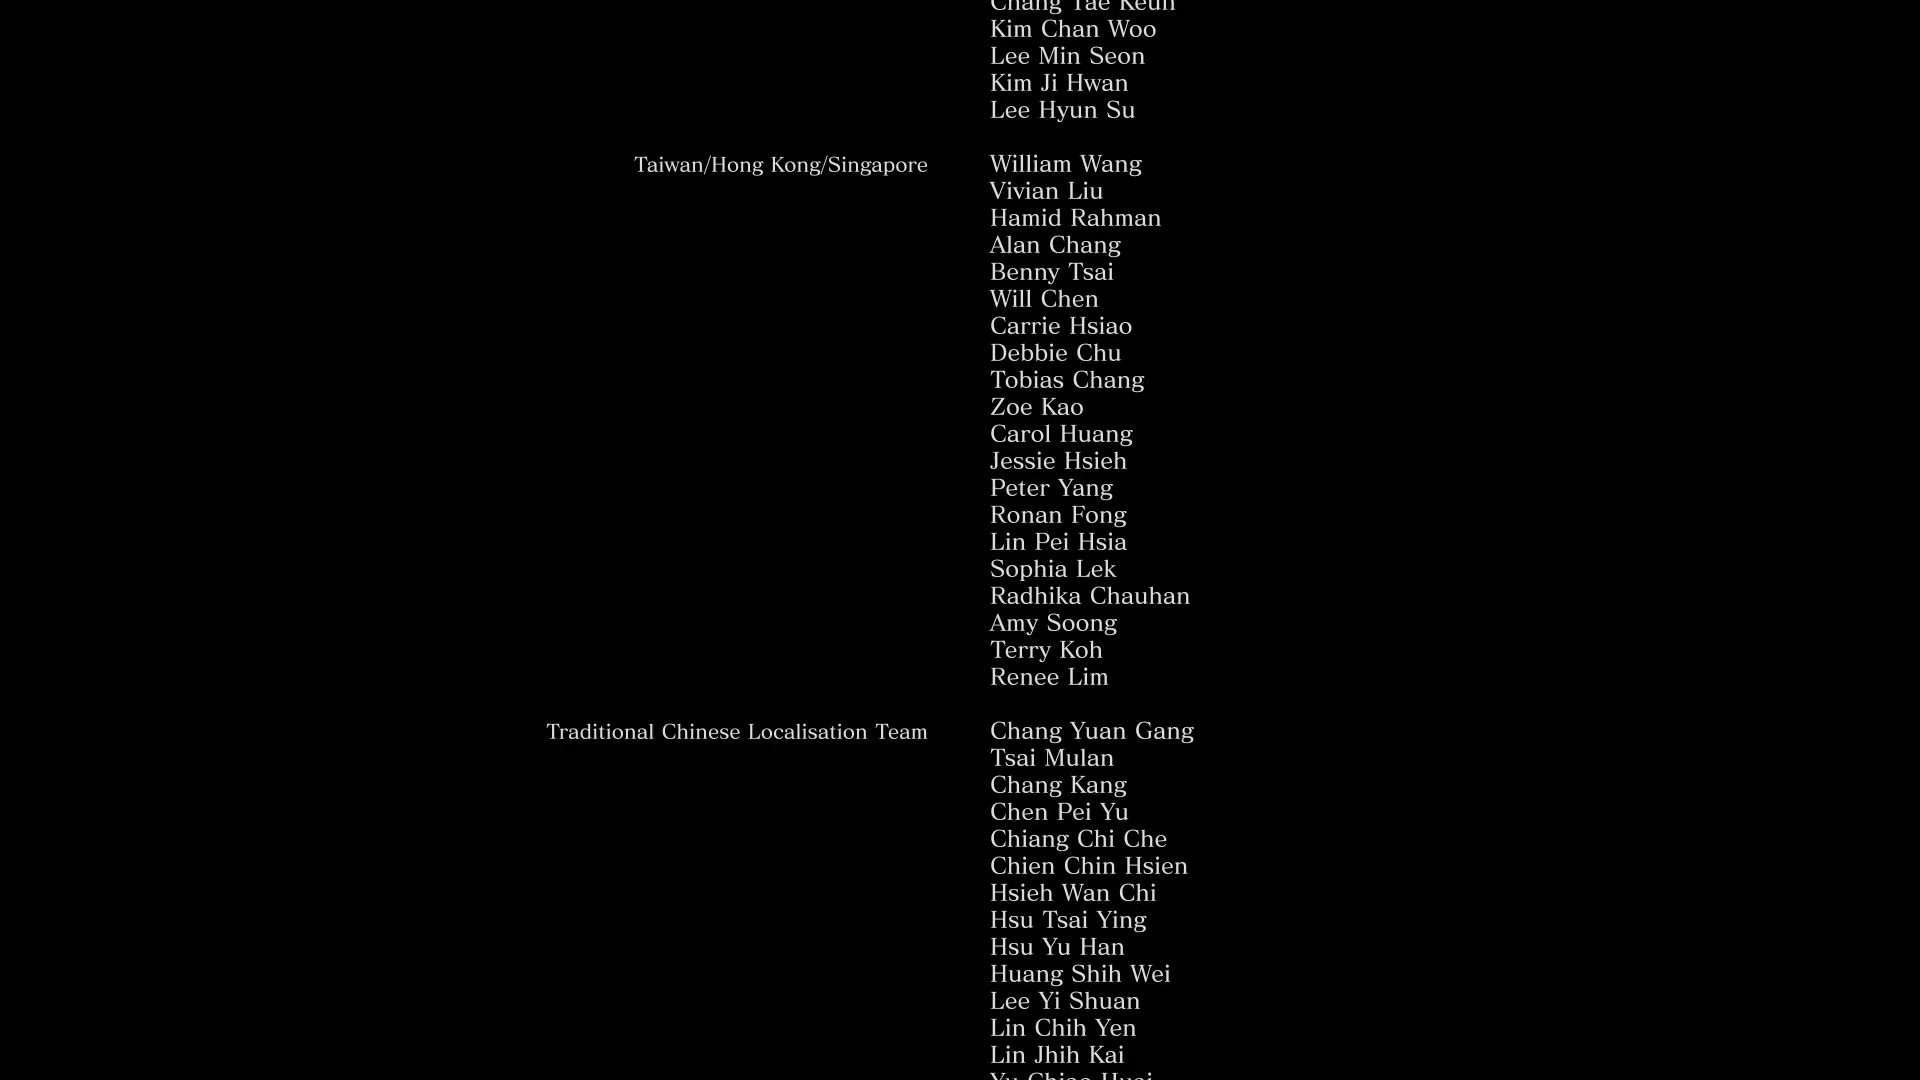 Chang Tae Keun
Kim Chan Woo
Lee Min Seon
Kim Ji Hwan
Lee Hyun Su
Taiwan/Hong Kong/Singapore William Wang
Vivian Liu
Hamid Rahman
Alan Chang
Benny Tsai
Will Chen
Carrie Hsiao
Debbie Chu
Tobias Chang
Zoe Kao
Carol Huang
Jessie Hsieh
Peter Yang
Ronan Fong
Lin Pei Hsia
Sophia Lek
Radhika Chauhan
Amy Soong
Terry Koh
Renee Lim
Traditional Chinese Localisation Team Chang Yuan Gang
Tsai Mulan
Chang Kang
Chen Pei Yu
Chiang Chi Che
Chien Chin Hsien
Hsieh Wan Chi
Hsu Tsai Ying
Hsu Yu Han
Huang Shih Wei
Lee Yi Shuan
Lin Chih Yen
Lin Jhih Kai